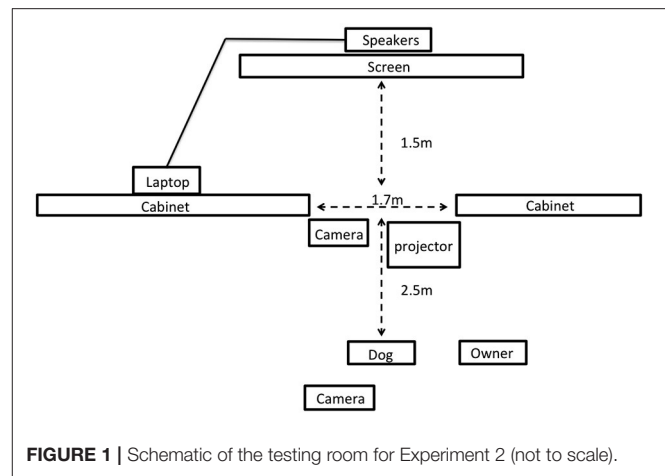 Speakers
Screen
1.5m
Laptop
Cabinet
1.7m
Cabinet
Camera
projector
2.5m
Dog
Owner
Camera
FIGURE 1 | Schematic of the testing room for Experiment 2 (not to scale).